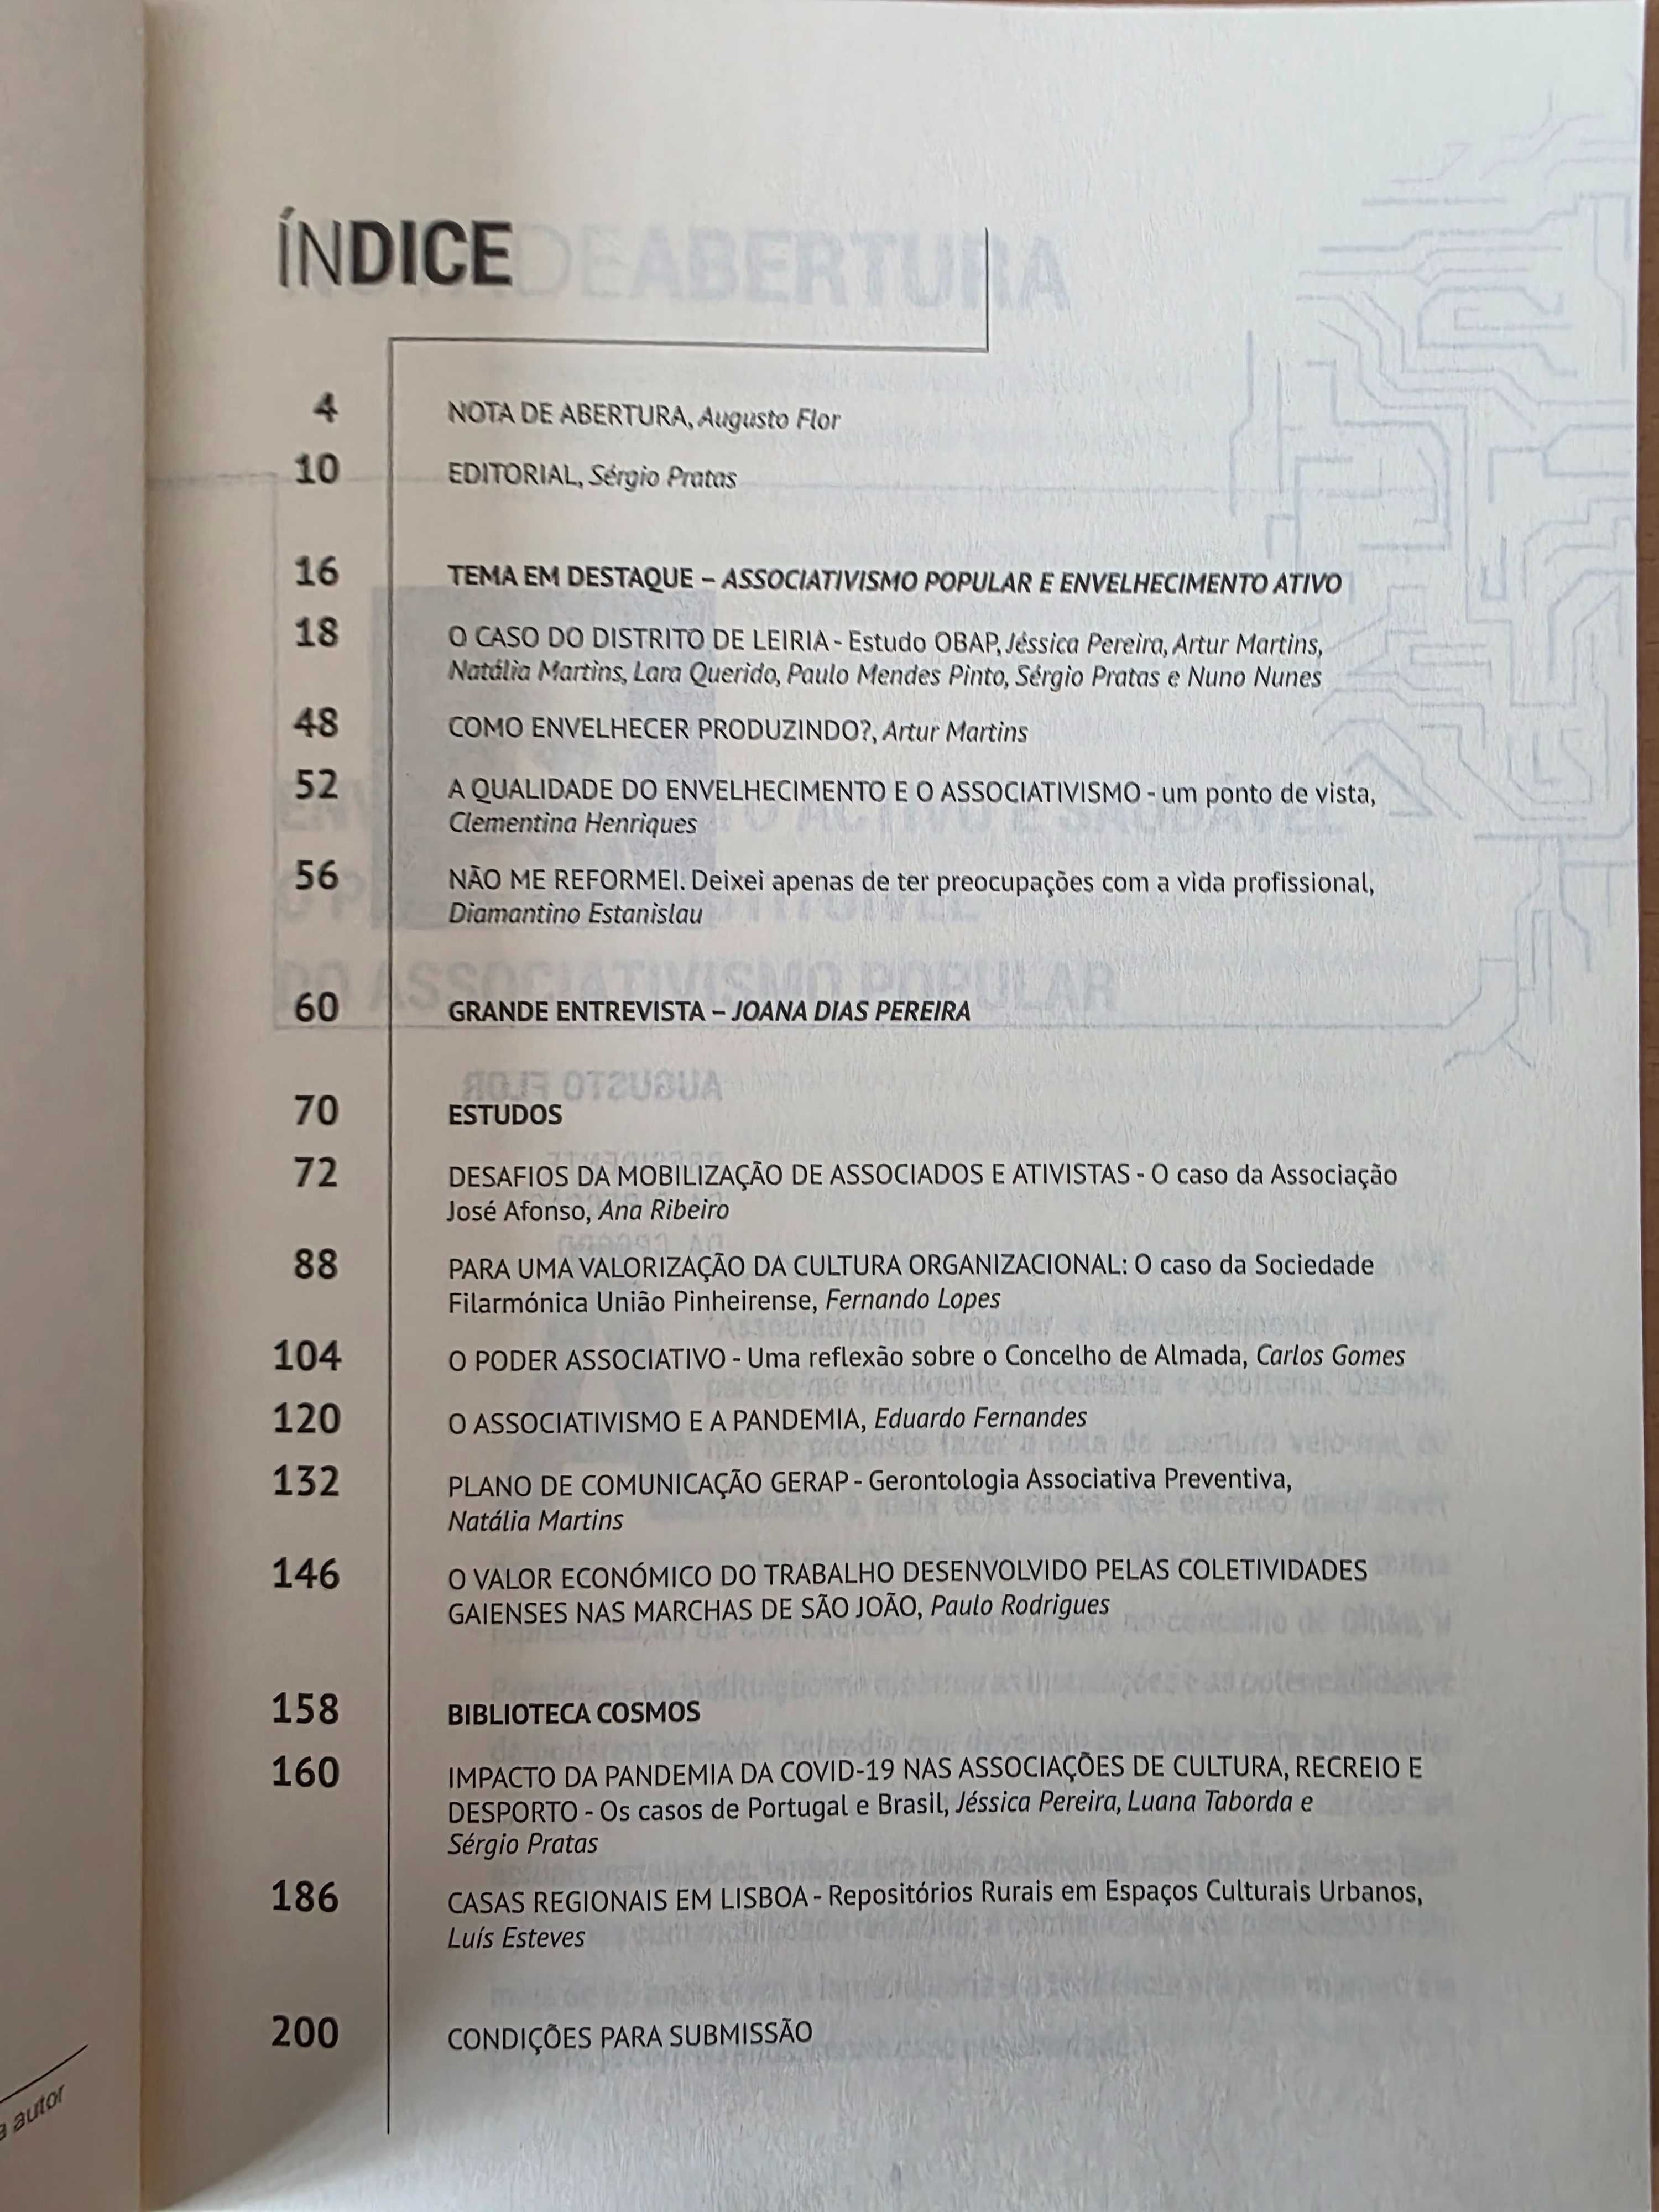 ÍNDICE
4 NOTA DE ABERTURA, Augusto Flor
10 EDITORIAL, Sérgio Pratas
16 TEMA EM DESTAQUE – ASSOCIATIVISMO POPULAR E ENVELHECIMENTO ATIVO
18 O CASO DO DISTRITO DE LEIRIA - Estudo OBAP, Jéssica Pereira, Artur Martins,
Natália Martins, Lara Querido, Paulo Mendes Pinto, Sérgio Pratas e Nuno Nunes
48 COMO ENVELHECER PRODUZINDO?, Artur Martins
52 A QUALIDADE DO ENVELHECIMENTO E O ASSOCIATIVISMO - um ponto de vista,
Clementina Henriques
56 NÃO ME REFORMEI. Deixei apenas de ter preocupações com a vida profissional,
Diamantino Estanislau
60 GRANDE ENTREVISTA – JOANA DIAS PEREIRA
70 ESTUDOS
72 DESAFIOS DA MOBILIZAÇÃO DE ASSOCIADOS E ATIVISTAS - O caso da Associação
José Afonso, Ana Ribeiro
88 PARA UMA VALORIZAÇÃO DA CULTURA ORGANIZACIONAL: O caso da Sociedade
Filarmónica União Pinheirense, Fernando Lopes
104 O PODER ASSOCIATIVO - Uma reflexão sobre o Concelho de Almada, Carlos Gomes
120 O ASSOCIATIVISMO E A PANDEMIA, Eduardo Fernandes
132 PLANO DE COMUNICAÇÃO GERAP - Gerontologia Associativa Preventiva,
Natália Martins
146 O VALOR ECONÓMICO DO TRABALHO DESENVOLVIDO PELAS COLETIVIDADES
GAIENSES NAS MARCHAS DE SÃO JOÃO, Paulo Rodrigues
158 BIBLIOTECA COSMOS
160 IMPACTO DA PANDEMIA DA COVID-19 NAS ASSOCIAÇÕES DE CULTURA, RECREIO E
DESPORTO - Os casos de Portugal e Brasil, Jéssica Pereira, Luana Taborda e
Sérgio Pratas
186 CASAS REGIONAIS EM LISBOA - Repositórios Rurais em Espaços Culturais Urbanos,
Luís Esteves
200 CONDIÇÕES PARA SUBMISSÃO
autor